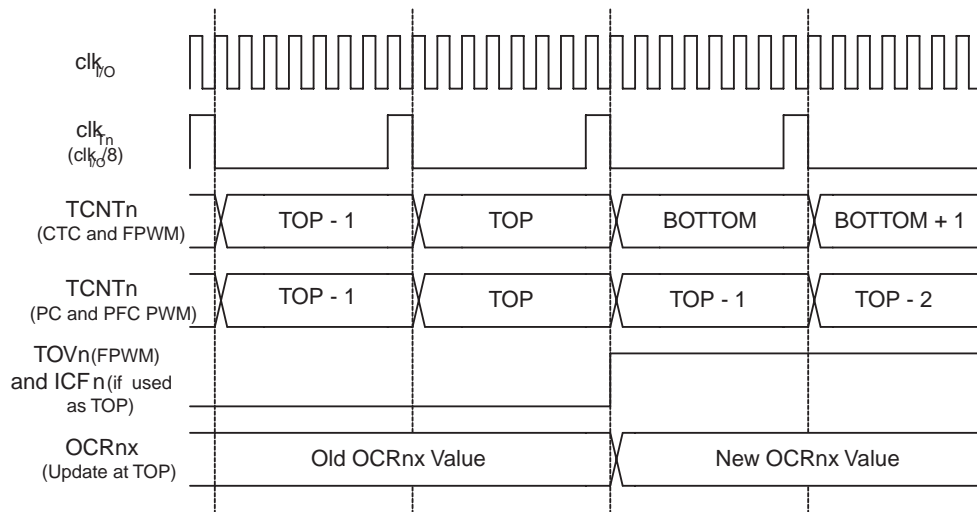 clkI/O
clkTn
(clkI/O/8)
TCNTn
(CTC and FPWM)
TOP - 1
TOP
BOTTOM
BOTTOM + 1
TCNTn
(PC and PFC PWM)
TOP - 1
TOP
TOP - 1
TOP - 2
TOVn(FPWM)
and ICFn(if used
as TOP)
OCRnx
(Update at TOP)
Old OCRnx Value
New OCRnx Value